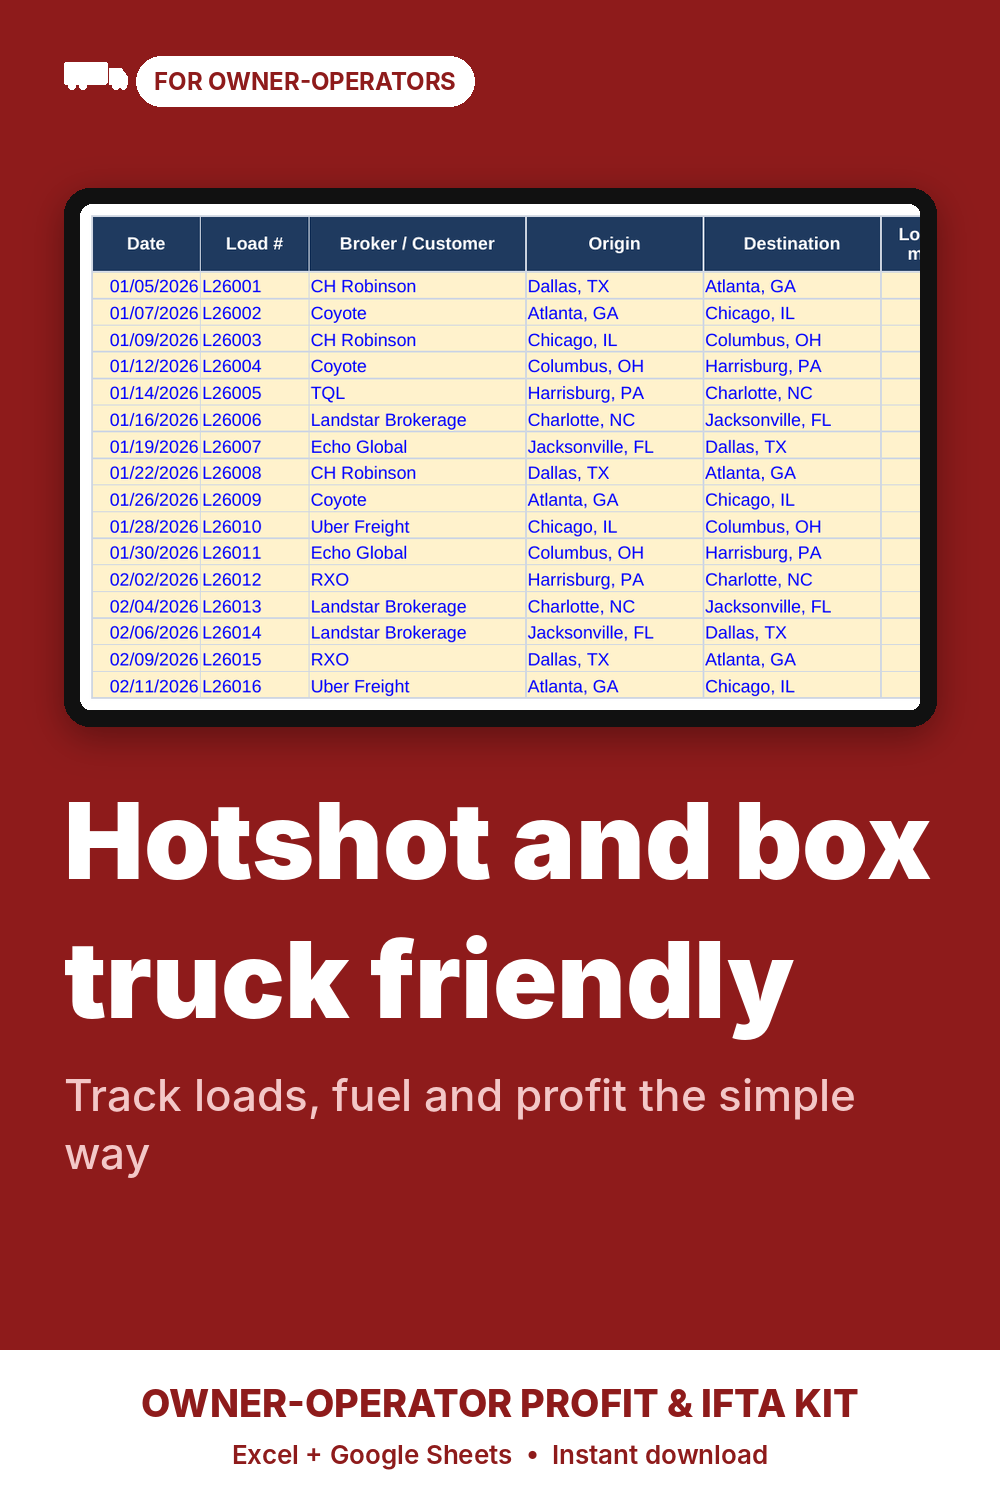 FOR OWNER-OPERATORS
Date Load # Broker / Customer Origin Destination
01/05/2026 L26001 CH Robinson Dallas, TX Atlanta, GA
01/07/2026 L26002 Coyote Atlanta, GA Chicago, IL
01/09/2026 L26003 CH Robinson Chicago, IL Columbus, OH
01/12/2026 L26004 Coyote Columbus, OH Harrisburg, PA
01/14/2026 L26005 TQL Harrisburg, PA Charlotte, NC
01/16/2026 L26006 Landstar Brokerage Charlotte, NC Jacksonville, FL
01/19/2026 L26007 Echo Global Jacksonville, FL Dallas, TX
01/22/2026 L26008 CH Robinson Dallas, TX Atlanta, GA
01/26/2026 L26009 Coyote Atlanta, GA Chicago, IL
01/28/2026 L26010 Uber Freight Chicago, IL Columbus, OH
01/30/2026 L26011 Echo Global Columbus, OH Harrisburg, PA
02/02/2026 L26012 RXO Harrisburg, PA Charlotte, NC
02/04/2026 L26013 Landstar Brokerage Charlotte, NC Jacksonville, FL
02/06/2026 L26014 Landstar Brokerage Jacksonville, FL Dallas, TX
02/09/2026 L26015 RXO Dallas, TX Atlanta, GA
02/11/2026 L26016 Uber Freight Atlanta, GA Chicago, IL
Hotshot and box
truck friendly
Track loads, fuel and profit the simple
way
OWNER-OPERATOR PROFIT & IFTA KIT
Excel + Google Sheets • Instant download